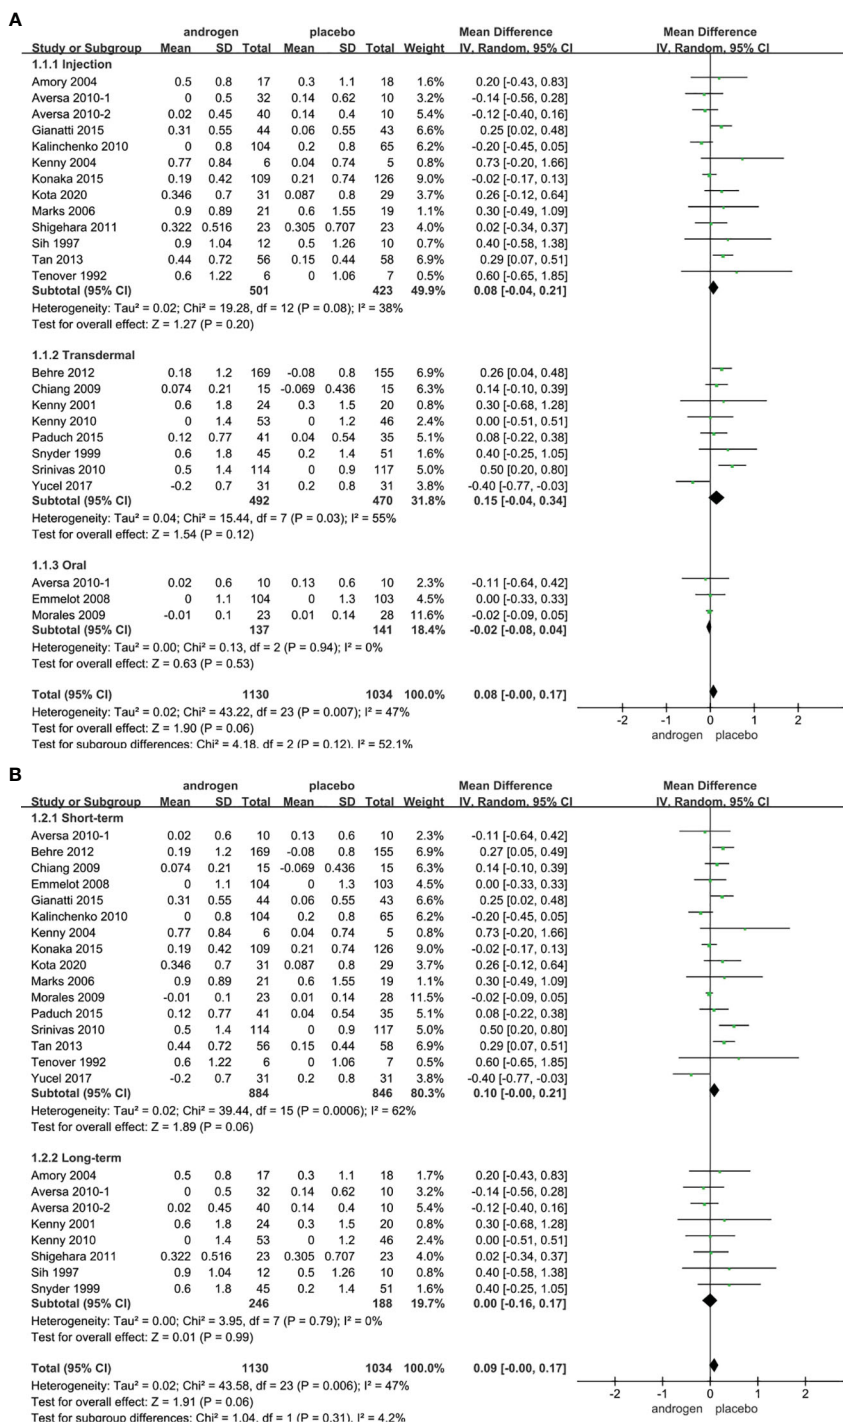 A
androgen placebo Mean Difference Mean Difference
Study or Subgroup Mean SD Total Mean SD Total Weight IV, Random, 95% CI IV, Random, 95% CI
1.1.1 Injection
Amory 2004 0.5 0.8 17 0.3 1.1 18 1.6% 0.20 [-0.43, 0.83]
Aversa 2010-1 0 0.5 32 0.14 0.62 10 3.2% -0.14 [-0.56, 0.28]
Aversa 2010-2 0.02 0.45 40 0.14 0.4 10 5.4% -0.12 [-0.40, 0.16]
Gianatti 2015 0.31 0.55 44 0.06 0.55 43 6.6% 0.25 [0.02, 0.48]
Kalinchenko 2010 0 0.8 104 0.2 0.8 65 6.1% -0.20 [-0.45, 0.05]
Kenny 2004 0.77 0.84 6 0.04 0.74 5 0.8% 0.73 [-0.20, 1.66]
Konaka 2015 0.19 0.42 109 0.21 0.74 126 9.0% -0.02 [-0.17, 0.13]
Kota 2020 0.346 0.7 31 0.087 0.8 29 3.7% 0.26 [-0.12, 0.64]
Marks 2006 0.9 0.89 21 0.6 1.55 19 1.1% 0.30 [-0.49, 1.09]
Shigehara 2011 0.322 0.516 23 0.305 0.707 23 4.0% 0.02 [-0.34, 0.37]
Sih 1997 0.9 1.04 12 0.5 1.26 10 0.7% 0.40 [-0.58, 1.38]
Tan 2013 0.44 0.72 56 0.15 0.44 58 7.0% 0.29 [0.07, 0.51]
Tenover 1992 0.6 1.22 6 0 1.06 7 0.5% 0.60 [-0.65, 1.85]
Subtotal (95% CI) 501 423 49.9% 0.08 [-0.04, 0.21]
Heterogeneity: Tau² = 0.02; Chi² = 19.28, df = 12 (P = 0.08); I² = 38%
Test for overall effect: Z = 1.27 (P = 0.20)
1.1.2 Transdermal
Behre 2012 0.18 1.2 169 -0.08 0.8 155 6.9% 0.26 [0.04, 0.48]
Chiang 2009 0.074 0.21 15 -0.069 0.436 15 6.3% 0.14 [-0.10, 0.39]
Kenny 2001 0.6 1.8 24 0.3 1.5 20 0.8% 0.30 [-0.68, 1.28]
Kenny 2010 0 1.4 53 0 1.2 46 2.4% 0.00 [-0.51, 0.51]
Paduch 2015 0.12 0.77 41 0.04 0.54 35 5.1% 0.08 [-0.22, 0.38]
Snyder 1999 0.6 1.8 45 0.2 1.4 51 1.6% 0.40 [-0.25, 1.05]
Srinivas 2010 0.5 1.4 114 0 0.9 117 5.0% 0.50 [0.20, 0.80]
Yucel 2017 -0.2 0.7 31 0.2 0.8 31 3.7% -0.40 [-0.77, -0.03]
Subtotal (95% CI) 492 470 31.8% 0.15 [-0.04, 0.34]
Heterogeneity: Tau² = 0.04; Chi² = 15.44, df = 7 (P = 0.03); I² = 55%
Test for overall effect: Z = 1.54 (P = 0.12)
1.1.3 Oral
Aversa 2010-1 0.02 0.6 10 0.13 0.6 10 2.3% -0.11 [-0.64, 0.42]
Emmelot 2008 0 1.1 104 0 1.3 103 4.5% 0.00 [-0.33, 0.33]
Morales 2009 -0.01 0.1 23 0.01 0.14 28 11.6% -0.02 [-0.09, 0.05]
Subtotal (95% CI) 137 141 18.4% -0.02 [-0.08, 0.04]
Heterogeneity: Tau² = 0.00; Chi² = 0.13, df = 2 (P = 0.94); I² = 0%
Test for overall effect: Z = 0.63 (P = 0.53)
Total (95% CI) 1130 1034 100.0% 0.08 [-0.00, 0.17]
Heterogeneity: Tau² = 0.02; Chi² = 43.22, df = 23 (P = 0.007); I² = 47%
Test for overall effect: Z = 1.90 (P = 0.06)
Test for subgroup differences: Chi² = 4.18, df = 2 (P = 0.12), I² = 52.1%
-2 -1 0 1 2
androgen placebo
B
androgen placebo Mean Difference Mean Difference
Study or Subgroup Mean SD Total Mean SD Total Weight IV, Random, 95% CI IV, Random, 95% CI
1.2.1 Short-term
Aversa 2010-1 0.02 0.6 10 0.13 0.6 10 2.3% -0.11 [-0.64, 0.42]
Behre 2012 0.19 1.2 169 -0.08 0.8 155 6.9% 0.27 [0.05, 0.49]
Chiang 2009 0.074 0.21 15 -0.069 0.436 15 6.3% 0.14 [-0.10, 0.39]
Emmelot 2008 0 1.1 104 0 1.3 103 4.5% 0.00 [-0.33, 0.33]
Gianatti 2015 0.31 0.55 44 0.06 0.55 43 6.6% 0.25 [0.02, 0.48]
Kalinchenko 2010 0 0.8 104 0.2 0.8 65 6.2% -0.20 [-0.45, 0.05]
Kenny 2004 0.77 0.84 6 0.04 0.74 5 0.8% 0.73 [-0.20, 1.66]
Konaka 2015 0.19 0.42 109 0.21 0.74 126 9.0% -0.02 [-0.17, 0.13]
Kota 2020 0.346 0.7 31 0.087 0.8 29 3.7% 0.26 [-0.12, 0.64]
Marks 2006 0.9 0.89 21 0.6 1.55 19 1.1% 0.30 [-0.49, 1.09]
Morales 2009 -0.01 0.1 23 0.01 0.14 28 11.5% -0.02 [-0.09, 0.05]
Paduch 2015 0.12 0.77 41 0.04 0.54 35 5.1% 0.08 [-0.22, 0.38]
Srinivas 2010 0.5 1.4 114 0 0.9 117 5.0% 0.50 [0.20, 0.80]
Tan 2013 0.44 0.72 56 0.15 0.44 58 7.0% 0.29 [0.07, 0.51]
Tenover 1992 0.6 1.22 6 0 1.06 7 0.5% 0.60 [-0.65, 1.85]
Yucel 2017 -0.2 0.7 31 0.2 0.8 31 3.8% -0.40 [-0.77, -0.03]
Subtotal (95% CI) 884 846 80.3% 0.10 [-0.00, 0.21]
Heterogeneity: Tau² = 0.02; Chi² = 39.44, df = 15 (P = 0.0006); I² = 62%
Test for overall effect: Z = 1.89 (P = 0.06)
1.2.2 Long-term
Amory 2004 0.5 0.8 17 0.3 1.1 18 1.7% 0.20 [-0.43, 0.83]
Aversa 2010-1 0 0.5 32 0.14 0.62 10 3.2% -0.14 [-0.56, 0.28]
Aversa 2010-2 0.02 0.45 40 0.14 0.4 10 5.4% -0.12 [-0.40, 0.16]
Kenny 2001 0.6 1.8 24 0.3 1.5 20 0.8% 0.30 [-0.68, 1.28]
Kenny 2010 0 1.4 53 0 1.2 46 2.4% 0.00 [-0.51, 0.51]
Shigehara 2011 0.322 0.516 23 0.305 0.707 23 4.0% 0.02 [-0.34, 0.37]
Sih 1997 0.9 1.04 12 0.5 1.26 10 0.8% 0.40 [-0.58, 1.38]
Snyder 1999 0.6 1.8 45 0.2 1.4 51 1.6% 0.40 [-0.25, 1.05]
Subtotal (95% CI) 246 188 19.7% 0.00 [-0.16, 0.17]
Heterogeneity: Tau² = 0.00; Chi² = 3.95, df = 7 (P = 0.79); I² = 0%
Test for overall effect: Z = 0.01 (P = 0.99)
Total (95% CI) 1130 1034 100.0% 0.09 [-0.00, 0.17]
Heterogeneity: Tau² = 0.02; Chi² = 43.58, df = 23 (P = 0.006); I² = 47%
Test for overall effect: Z = 1.91 (P = 0.06)
Test for subgroup differences: Chi² = 1.04, df = 1 (P = 0.31), I² = 4.2%
-2 -1 0 1 2
androgen placebo